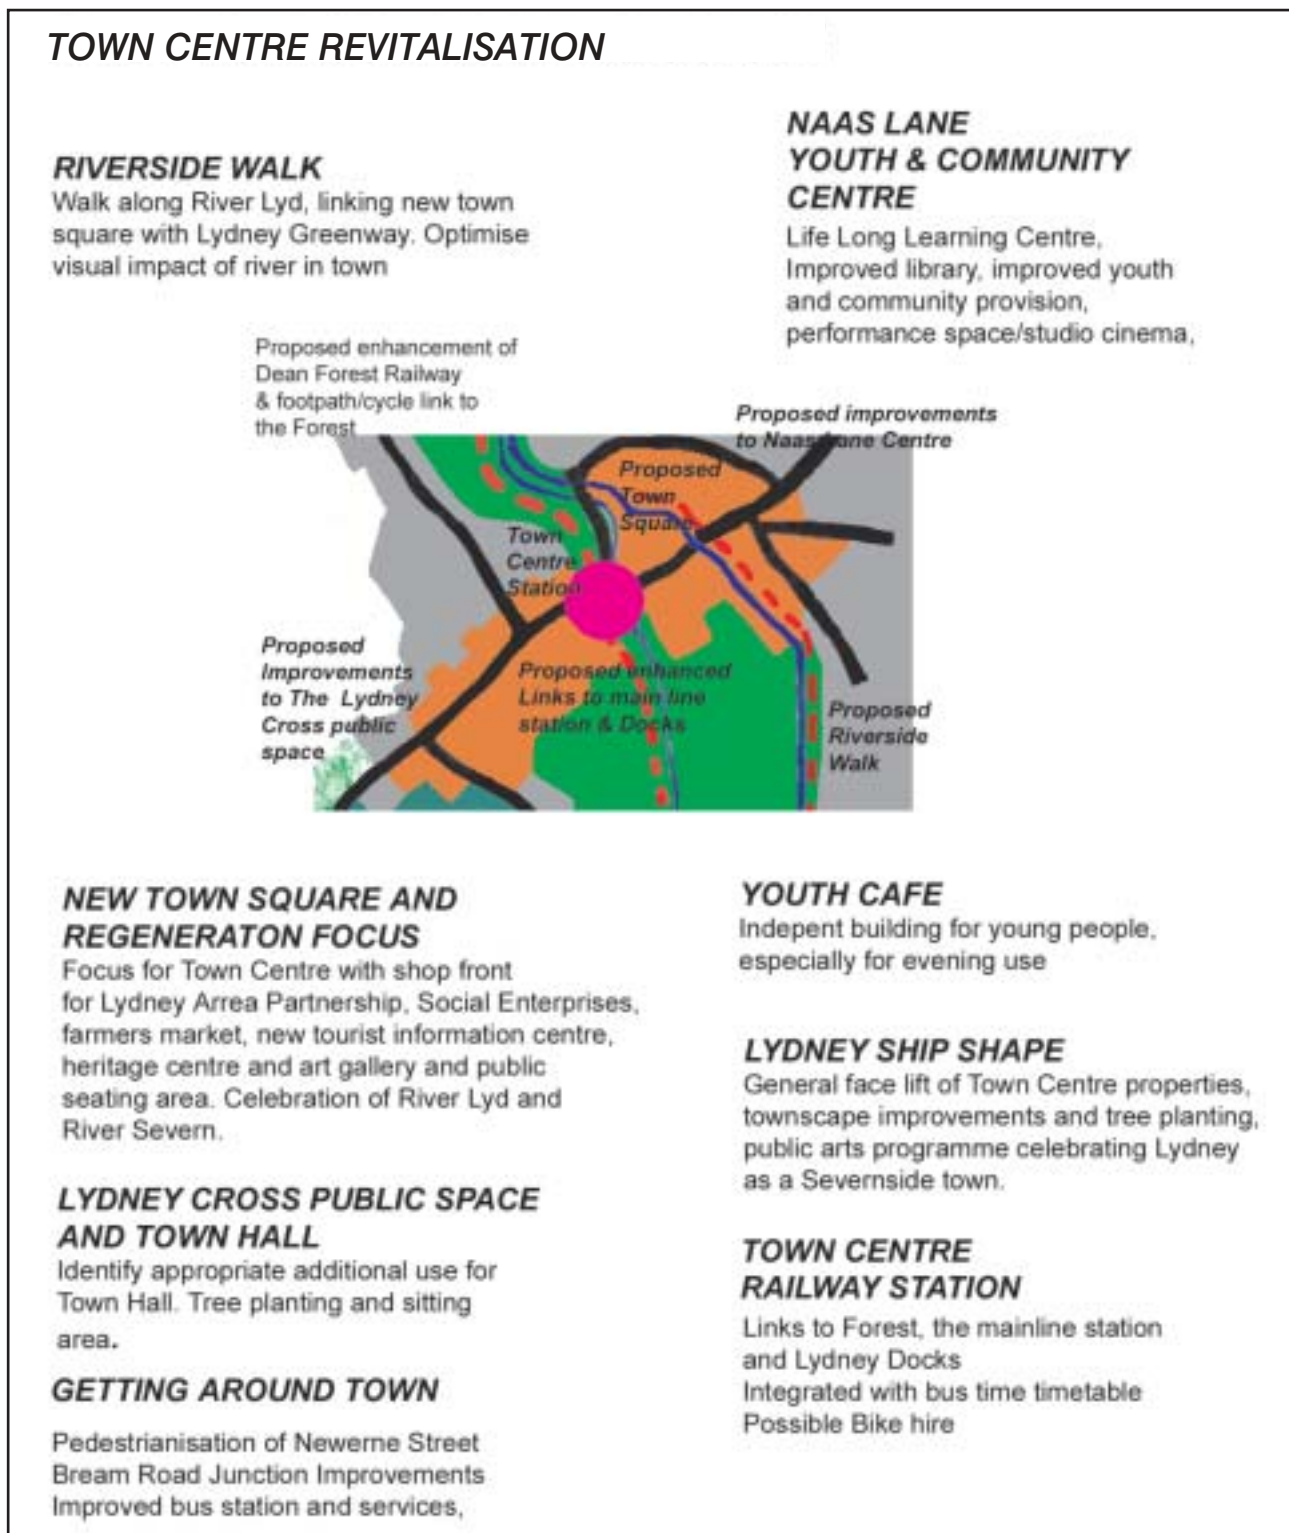 TOWN CENTRE REVITALISATION
RIVERSIDE WALK
Walk along River Lyd, linking new town
square with Lydney Greenway. Optimise
visual impact of river in town
NAAS LANE
YOUTH & COMMUNITY
CENTRE
Life Long Learning Centre,
Improved library, improved youth
and community provision,
performance space/studio cinema,
Proposed enhancement of
Dean Forest Railway
& footpath/cycle link to
the Forest
Proposed improvements
to Naas Lane Centre
Proposed
Town
Square
Town
Centre
Station
Proposed
Improvements
to The Lydney
Cross public
space
Proposed enhanced
Links to main line
station & Docks
Proposed
Riverside
Walk
NEW TOWN SQUARE AND
REGENERATON FOCUS
Focus for Town Centre with shop front
for Lydney Arrea Partnership, Social Enterprises,
farmers market, new tourist information centre,
heritage centre and art gallery and public
seating area. Celebration of River Lyd and
River Severn.
LYDNEY CROSS PUBLIC SPACE
AND TOWN HALL
Identify appropriate additional use for
Town Hall. Tree planting and sitting
area.
GETTING AROUND TOWN
Pedestrianisation of Newerne Street
Bream Road Junction Improvements
Improved bus station and services,
YOUTH CAFE
Indepent building for young people,
especially for evening use
LYDNEY SHIP SHAPE
General face lift of Town Centre properties,
townscape improvements and tree planting,
public arts programme celebrating Lydney
as a Severnside town.
TOWN CENTRE
RAILWAY STATION
Links to Forest, the mainline station
and Lydney Docks
Integrated with bus time timetable
Possible Bike hire